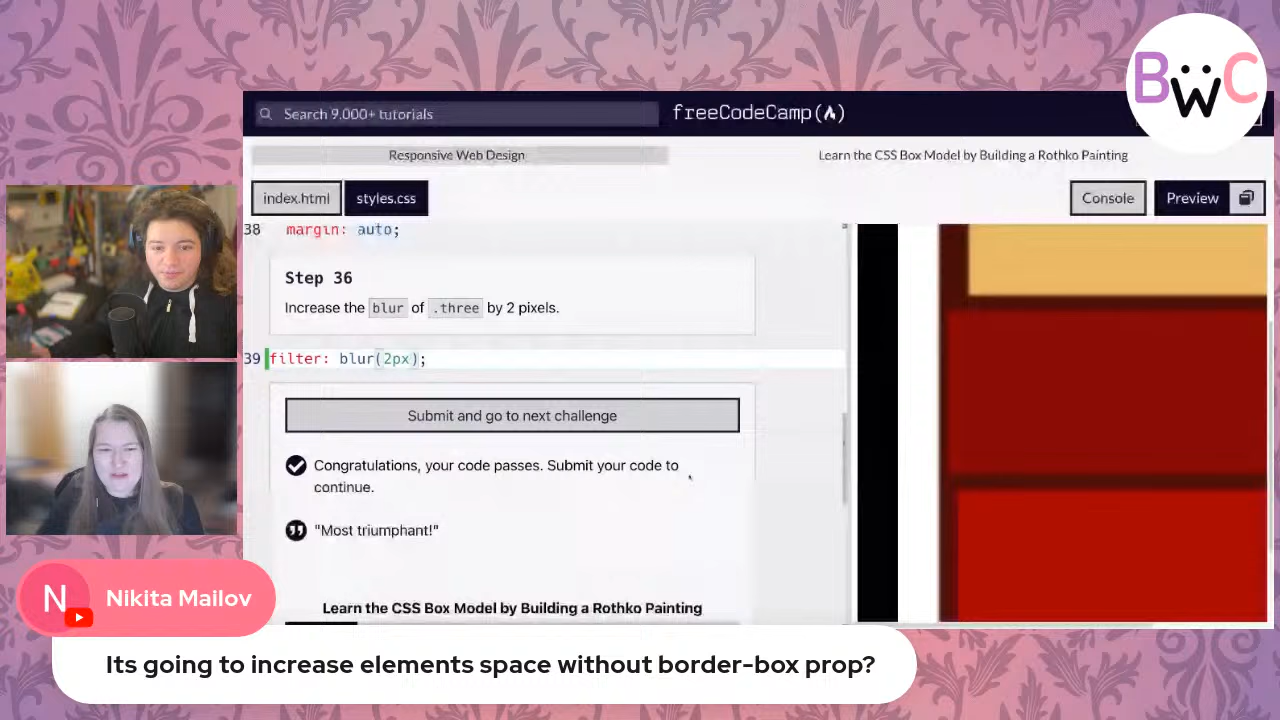 BWC
Search 9,000+ tutorials
freeCodeCamp(🔥)
Responsive Web Design
Learn the CSS Box Model by Building a Rothko Painting
index.html
styles.css
Console
Preview
38 margin: auto;
Step 36
Increase the blur of .three by 2 pixels.
39 filter: blur(2px);
Submit and go to next challenge
Congratulations, your code passes. Submit your code to
continue.
"Most triumphant!"
Learn the CSS Box Model by Building a Rothko Painting
N
Nikita Mailov
Its going to increase elements space without border-box prop?